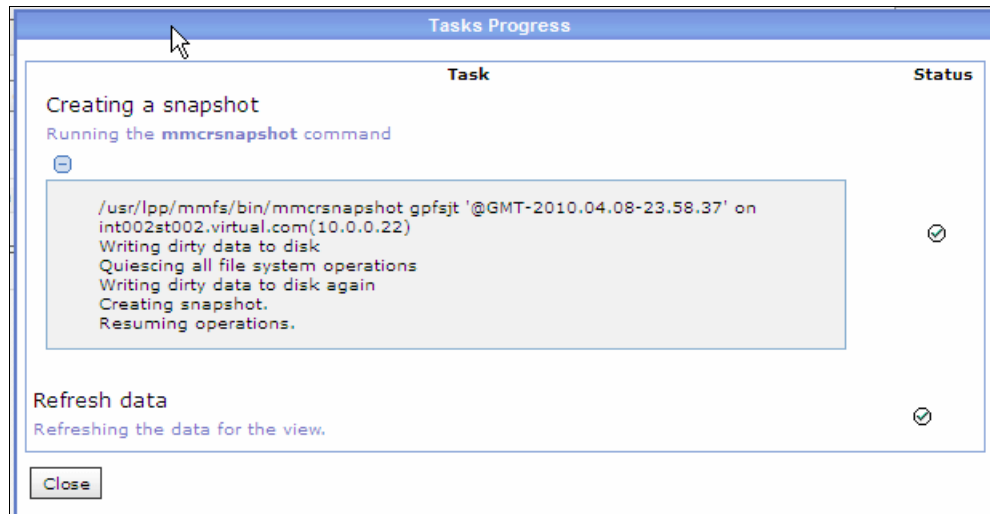 Tasks Progress
Task Status
Creating a snapshot
Running the mmcrsnapshot command
/usr/lpp/mmfs/bin/mmcrsnapshot gpfsjt '@GMT-2010.04.08-23.58.37' on
int002st002.virtual.com(10.0.0.22)
Writing dirty data to disk
Quiescing all file system operations
Writing dirty data to disk again
Creating snapshot.
Resuming operations.
Refresh data
Refreshing the data for the view.
Close